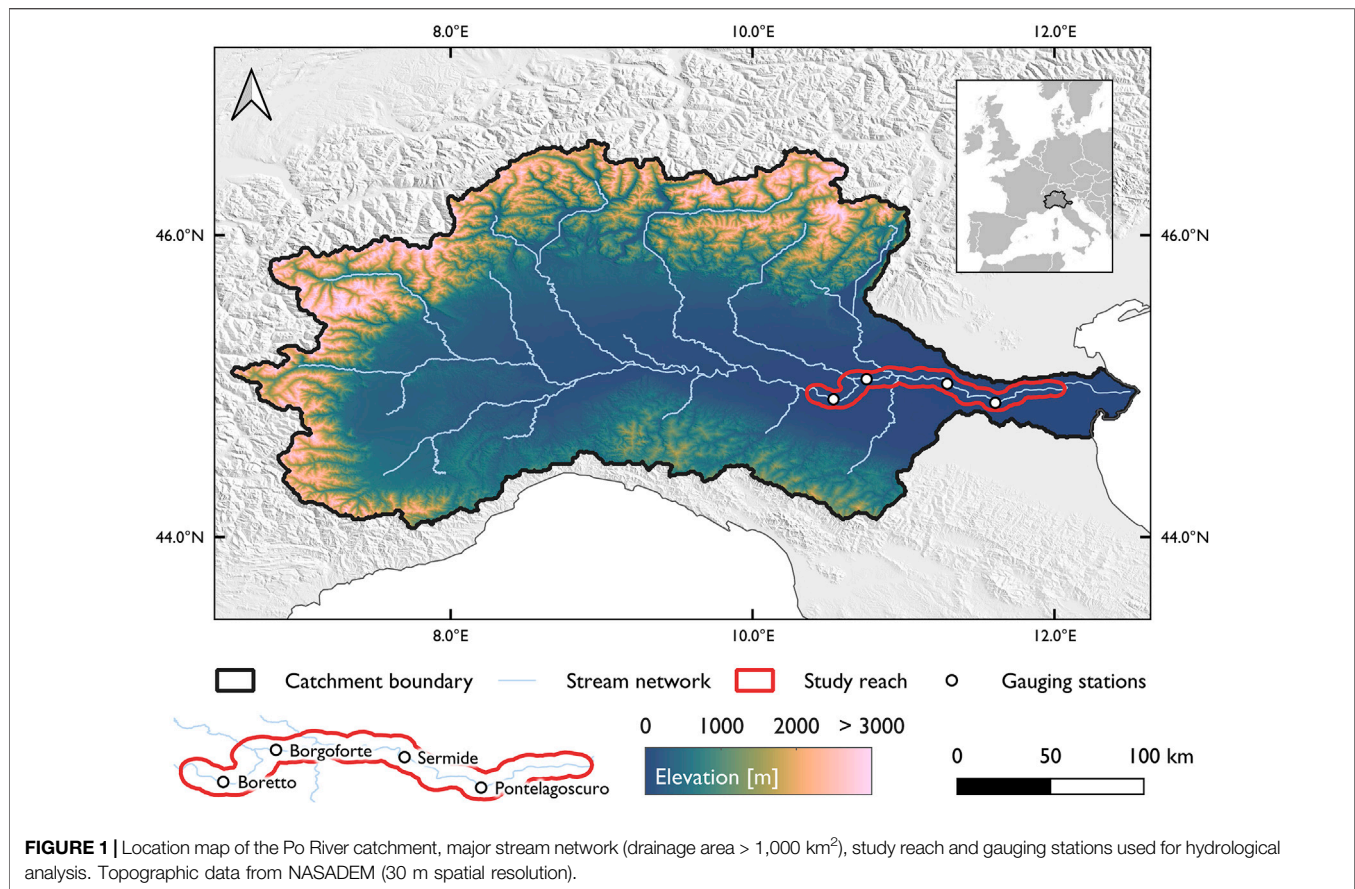 8.0°E 10.0°E 12.0°E
46.0°N 46.0°N
44.0°N 44.0°N
8.0°E 10.0°E 12.0°E
Catchment boundary Stream network Study reach Gauging stations
0 1000 2000 > 3000
Elevation [m]
0 50 100 km
Borgoforte
Sermide
Boretto
Pontelagoscuro
FIGURE 1 | Location map of the Po River catchment, major stream network (drainage area > 1,000 km²), study reach and gauging stations used for hydrological
analysis. Topographic data from NASADEM (30 m spatial resolution).